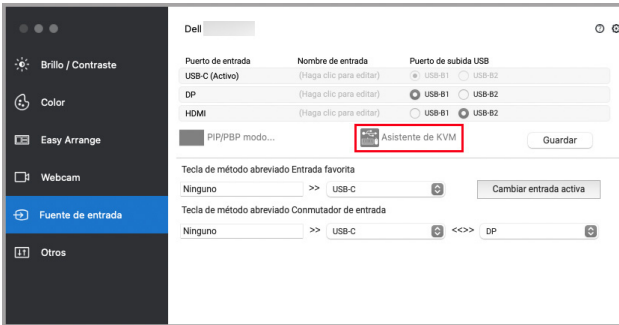 Dell
Brillo / Contraste
Color
Easy Arrange
Webcam
Fuente de entrada
Otros
Puerto de entrada Nombre de entrada Puerto de subida USB
USB-C (Activo) (Haga clic para editar) USB-B1 USB-B2
DP (Haga clic para editar) USB-B1 USB-B2
HDMI (Haga clic para editar) USB-B1 USB-B2
PIP/PBP modo... Asistente de KVM Guardar
Tecla de método abreviado Entrada favorita
Ninguno >> USB-C Cambiar entrada activa
Tecla de método abreviado Conmutador de entrada
Ninguno >> USB-C <<>> DP